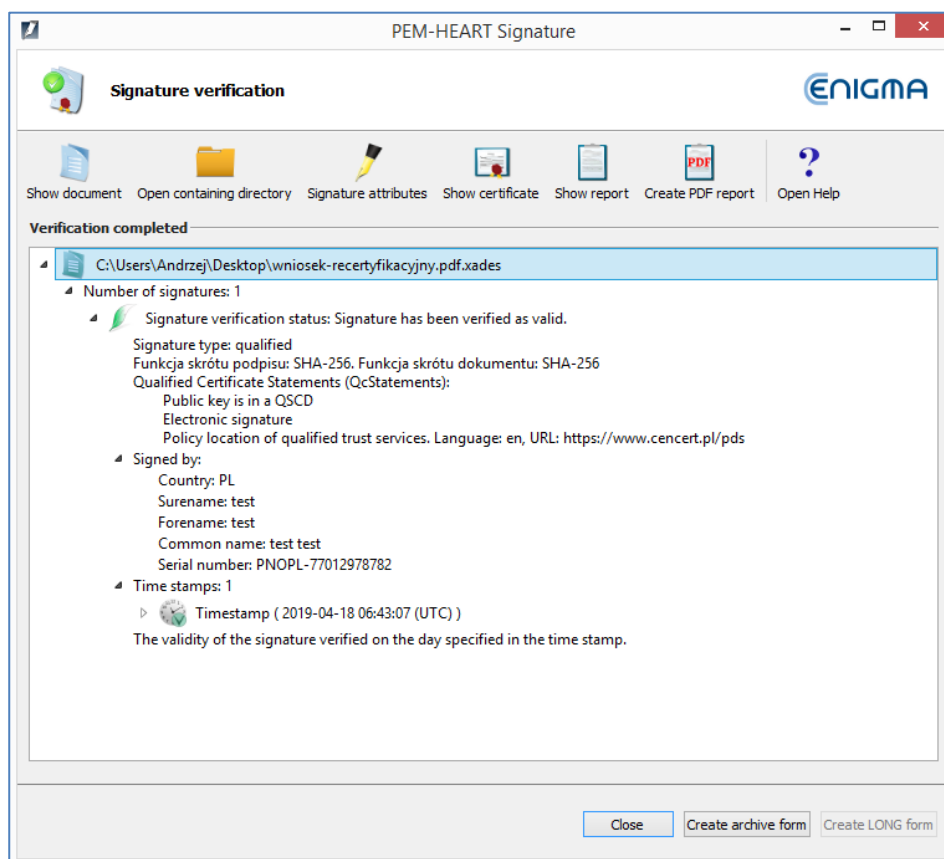 PEM-HEART Signature
Signature verification
ENIGMA
Show document Open containing directory Signature attributes Show certificate Show report Create PDF report Open Help
PDF
Verification completed
C:\Users\Andrzej\Desktop\wniosek-recertyfikacyjny.pdf.xades
Number of signatures: 1
Signature verification status: Signature has been verified as valid.
Signature type: qualified
Funkcja skrótu podpisu: SHA-256. Funkcja skrótu dokumentu: SHA-256
Qualified Certificate Statements (QcStatements):
Public key is in a QSCD
Electronic signature
Policy location of qualified trust services. Language: en, URL: https://www.cencert.pl/pds
Signed by:
Country: PL
Surename: test
Forename: test
Common name: test test
Serial number: PNOPL-77012978782
Time stamps: 1
Timestamp ( 2019-04-18 06:43:07 (UTC) )
The validity of the signature verified on the day specified in the time stamp.
Close Create archive form Create LONG form